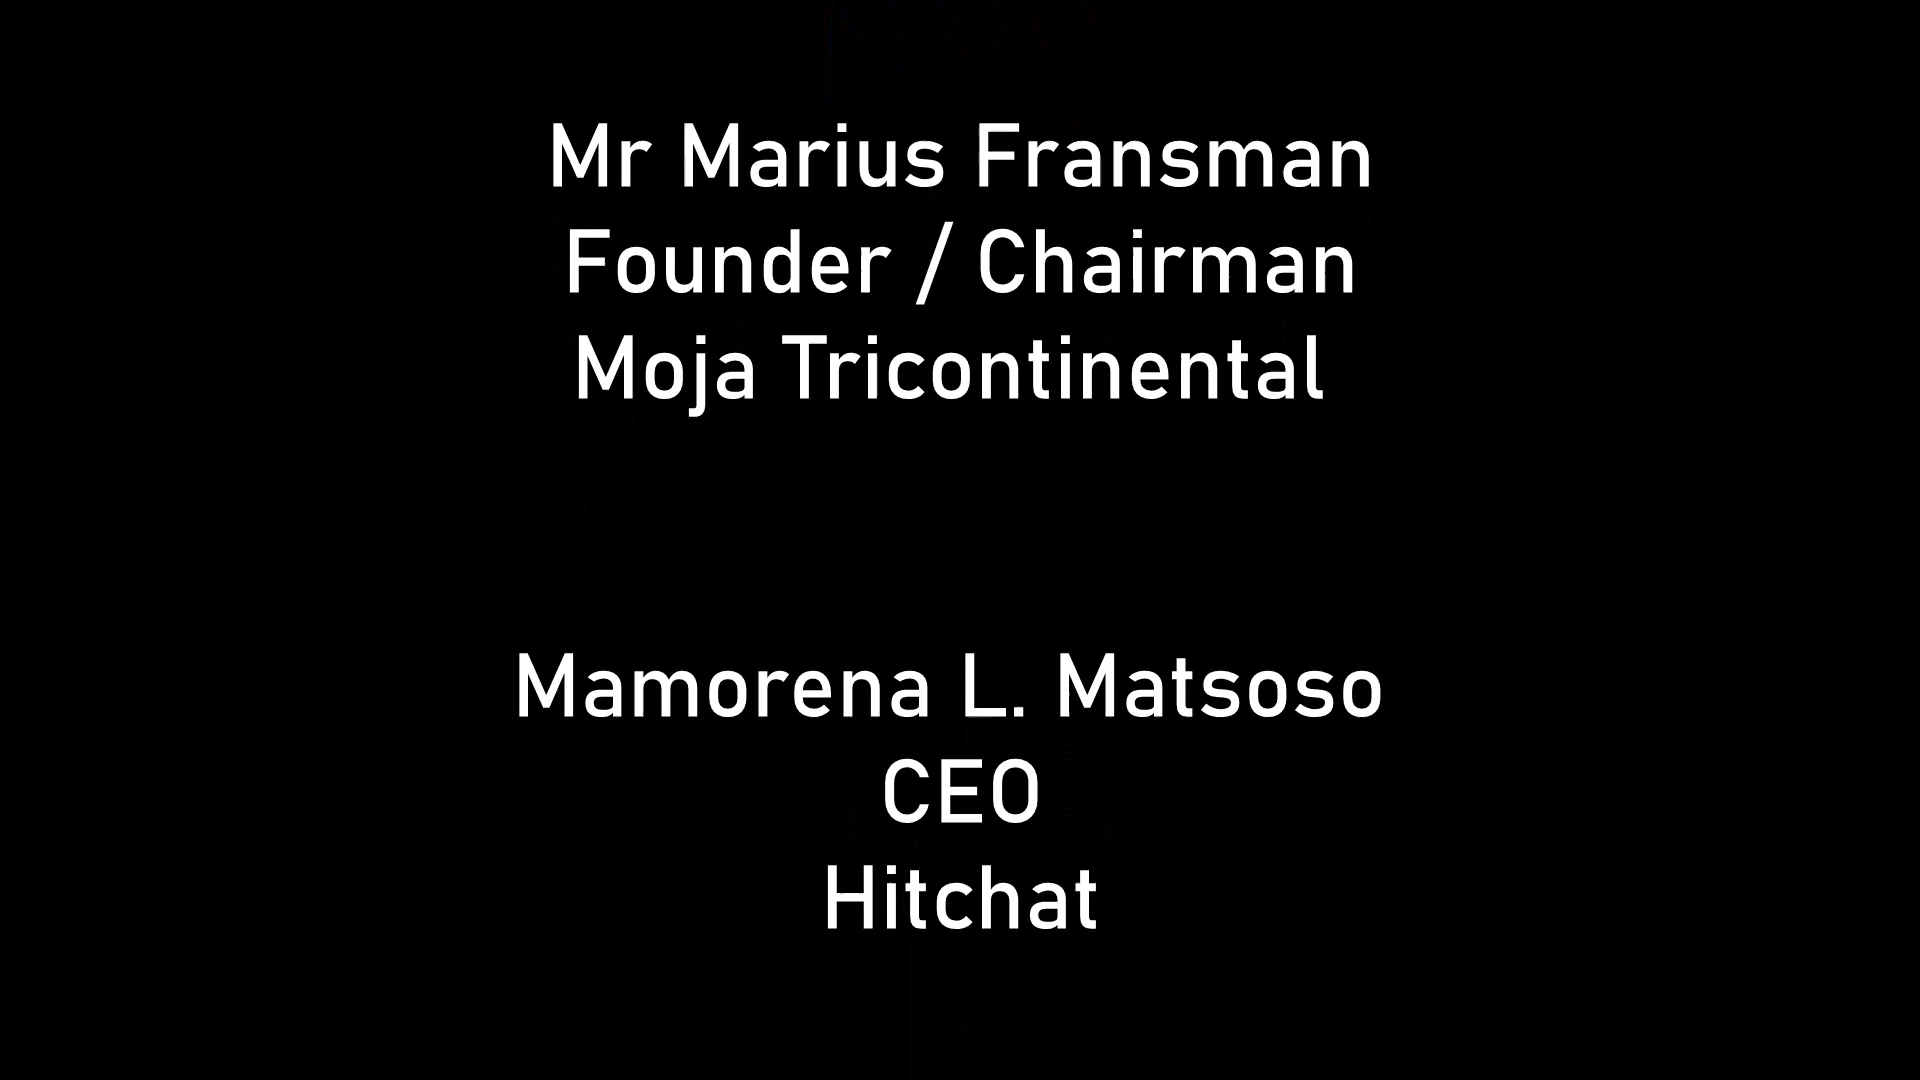 Mr Marius Fransman
Founder / Chairman
Moja Tricontinental
Mamorena L. Matsoso
CEO
Hitchat